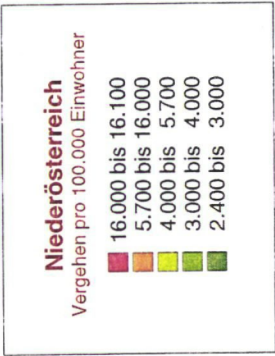 Niederösterreich
Vergehen pro 100.000 Einwohner
16.000 bis 16.100
5.700 bis 16.000
4.000 bis 5.700
3.000 bis 4.000
2.400 bis 3.000